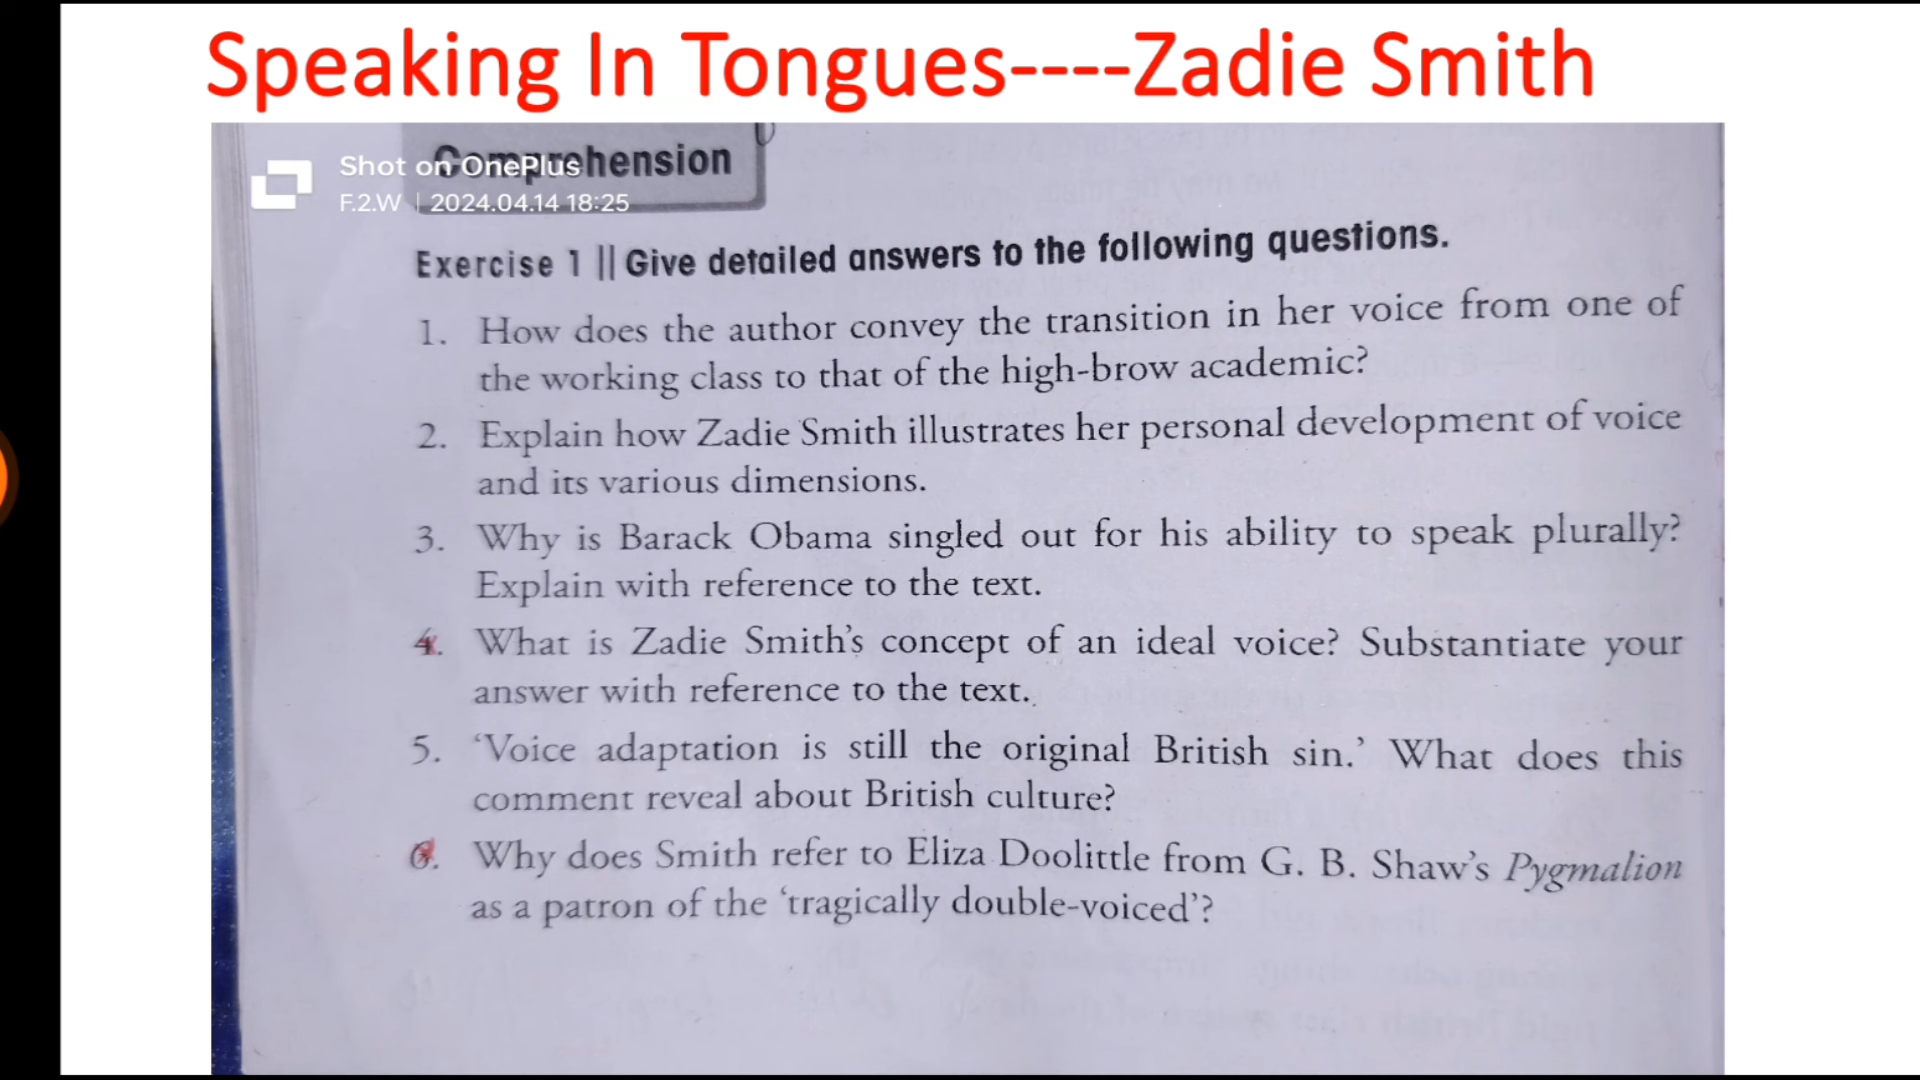 Speaking In Tongues----Zadie Smith
Comprehension
Shot on OnePlus
F.2.W | 2024.04.14 18:25
Exercise 1 || Give detailed answers to the following questions.
1. How does the author convey the transition in her voice from one of
the working class to that of the high-brow academic?
2. Explain how Zadie Smith illustrates her personal development of voice
and its various dimensions.
3. Why is Barack Obama singled out for his ability to speak plurally?
Explain with reference to the text.
4. What is Zadie Smith's concept of an ideal voice? Substantiate your
answer with reference to the text.
5. 'Voice adaptation is still the original British sin.' What does this
comment reveal about British culture?
6. Why does Smith refer to Eliza Doolittle from G. B. Shaw's Pygmalion
as a patron of the 'tragically double-voiced'?